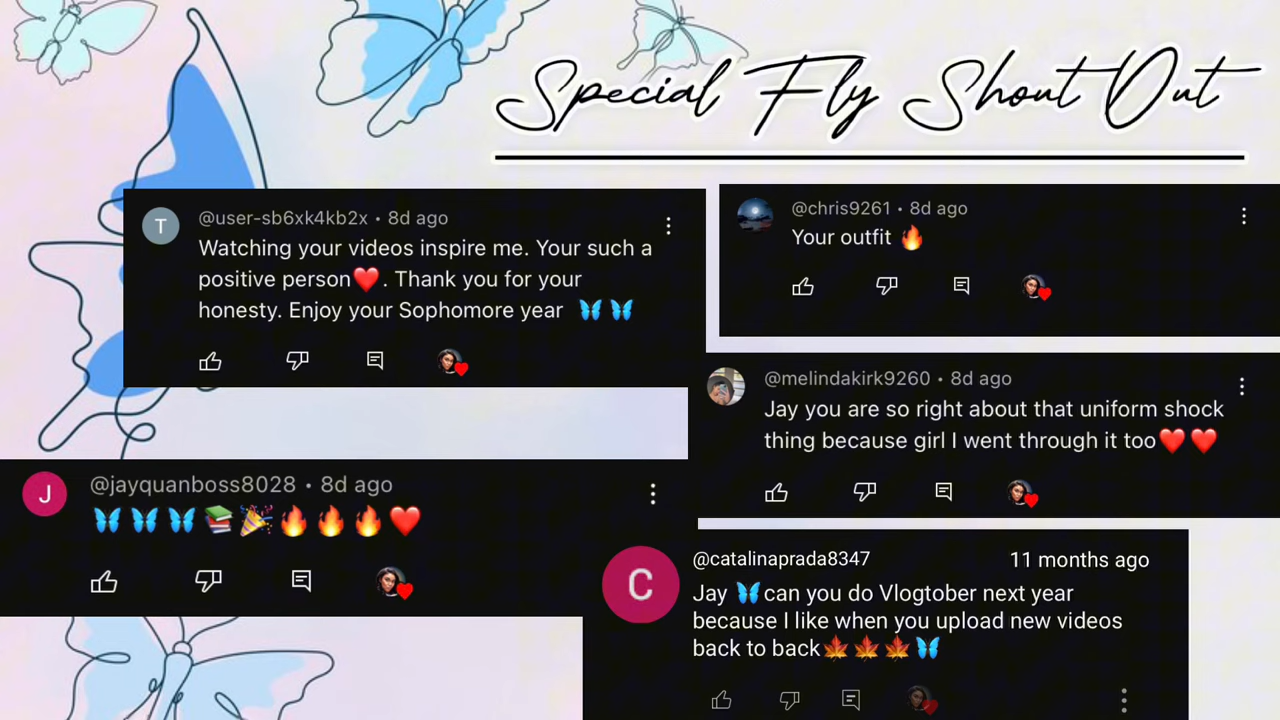 Special Fly Shout Out
T
@user-sb6xk4kb2x • 8d ago
Watching your videos inspire me. Your such a
positive person❤️. Thank you for your
honesty. Enjoy your Sophomore year 🦋🦋
@chris9261 • 8d ago
Your outfit 🔥
@melindakirk9260 • 8d ago
Jay you are so right about that uniform shock
thing because girl I went through it too❤️❤️
J
@jayquanboss8028 • 8d ago
🦋🦋🦋📚🎉🔥🔥🔥❤️
C
@catalinaprada8347 11 months ago
Jay 🦋can you do Vlogtober next year
because I like when you upload new videos
back to back🍁🍁🍁🦋